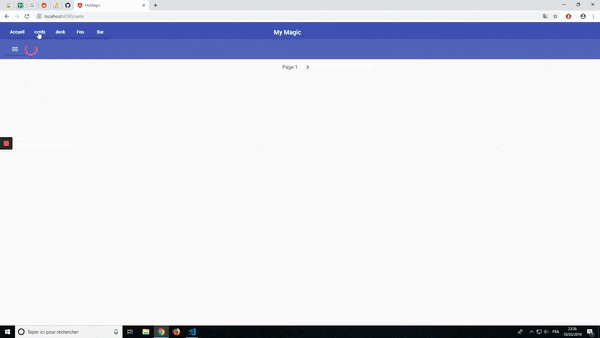 MyMagic
localhost:4200/cards
Accueil cards deck Foo Bar
My Magic
Page 1
Taper ici pour rechercher
FRA
23:36
16/03/2019